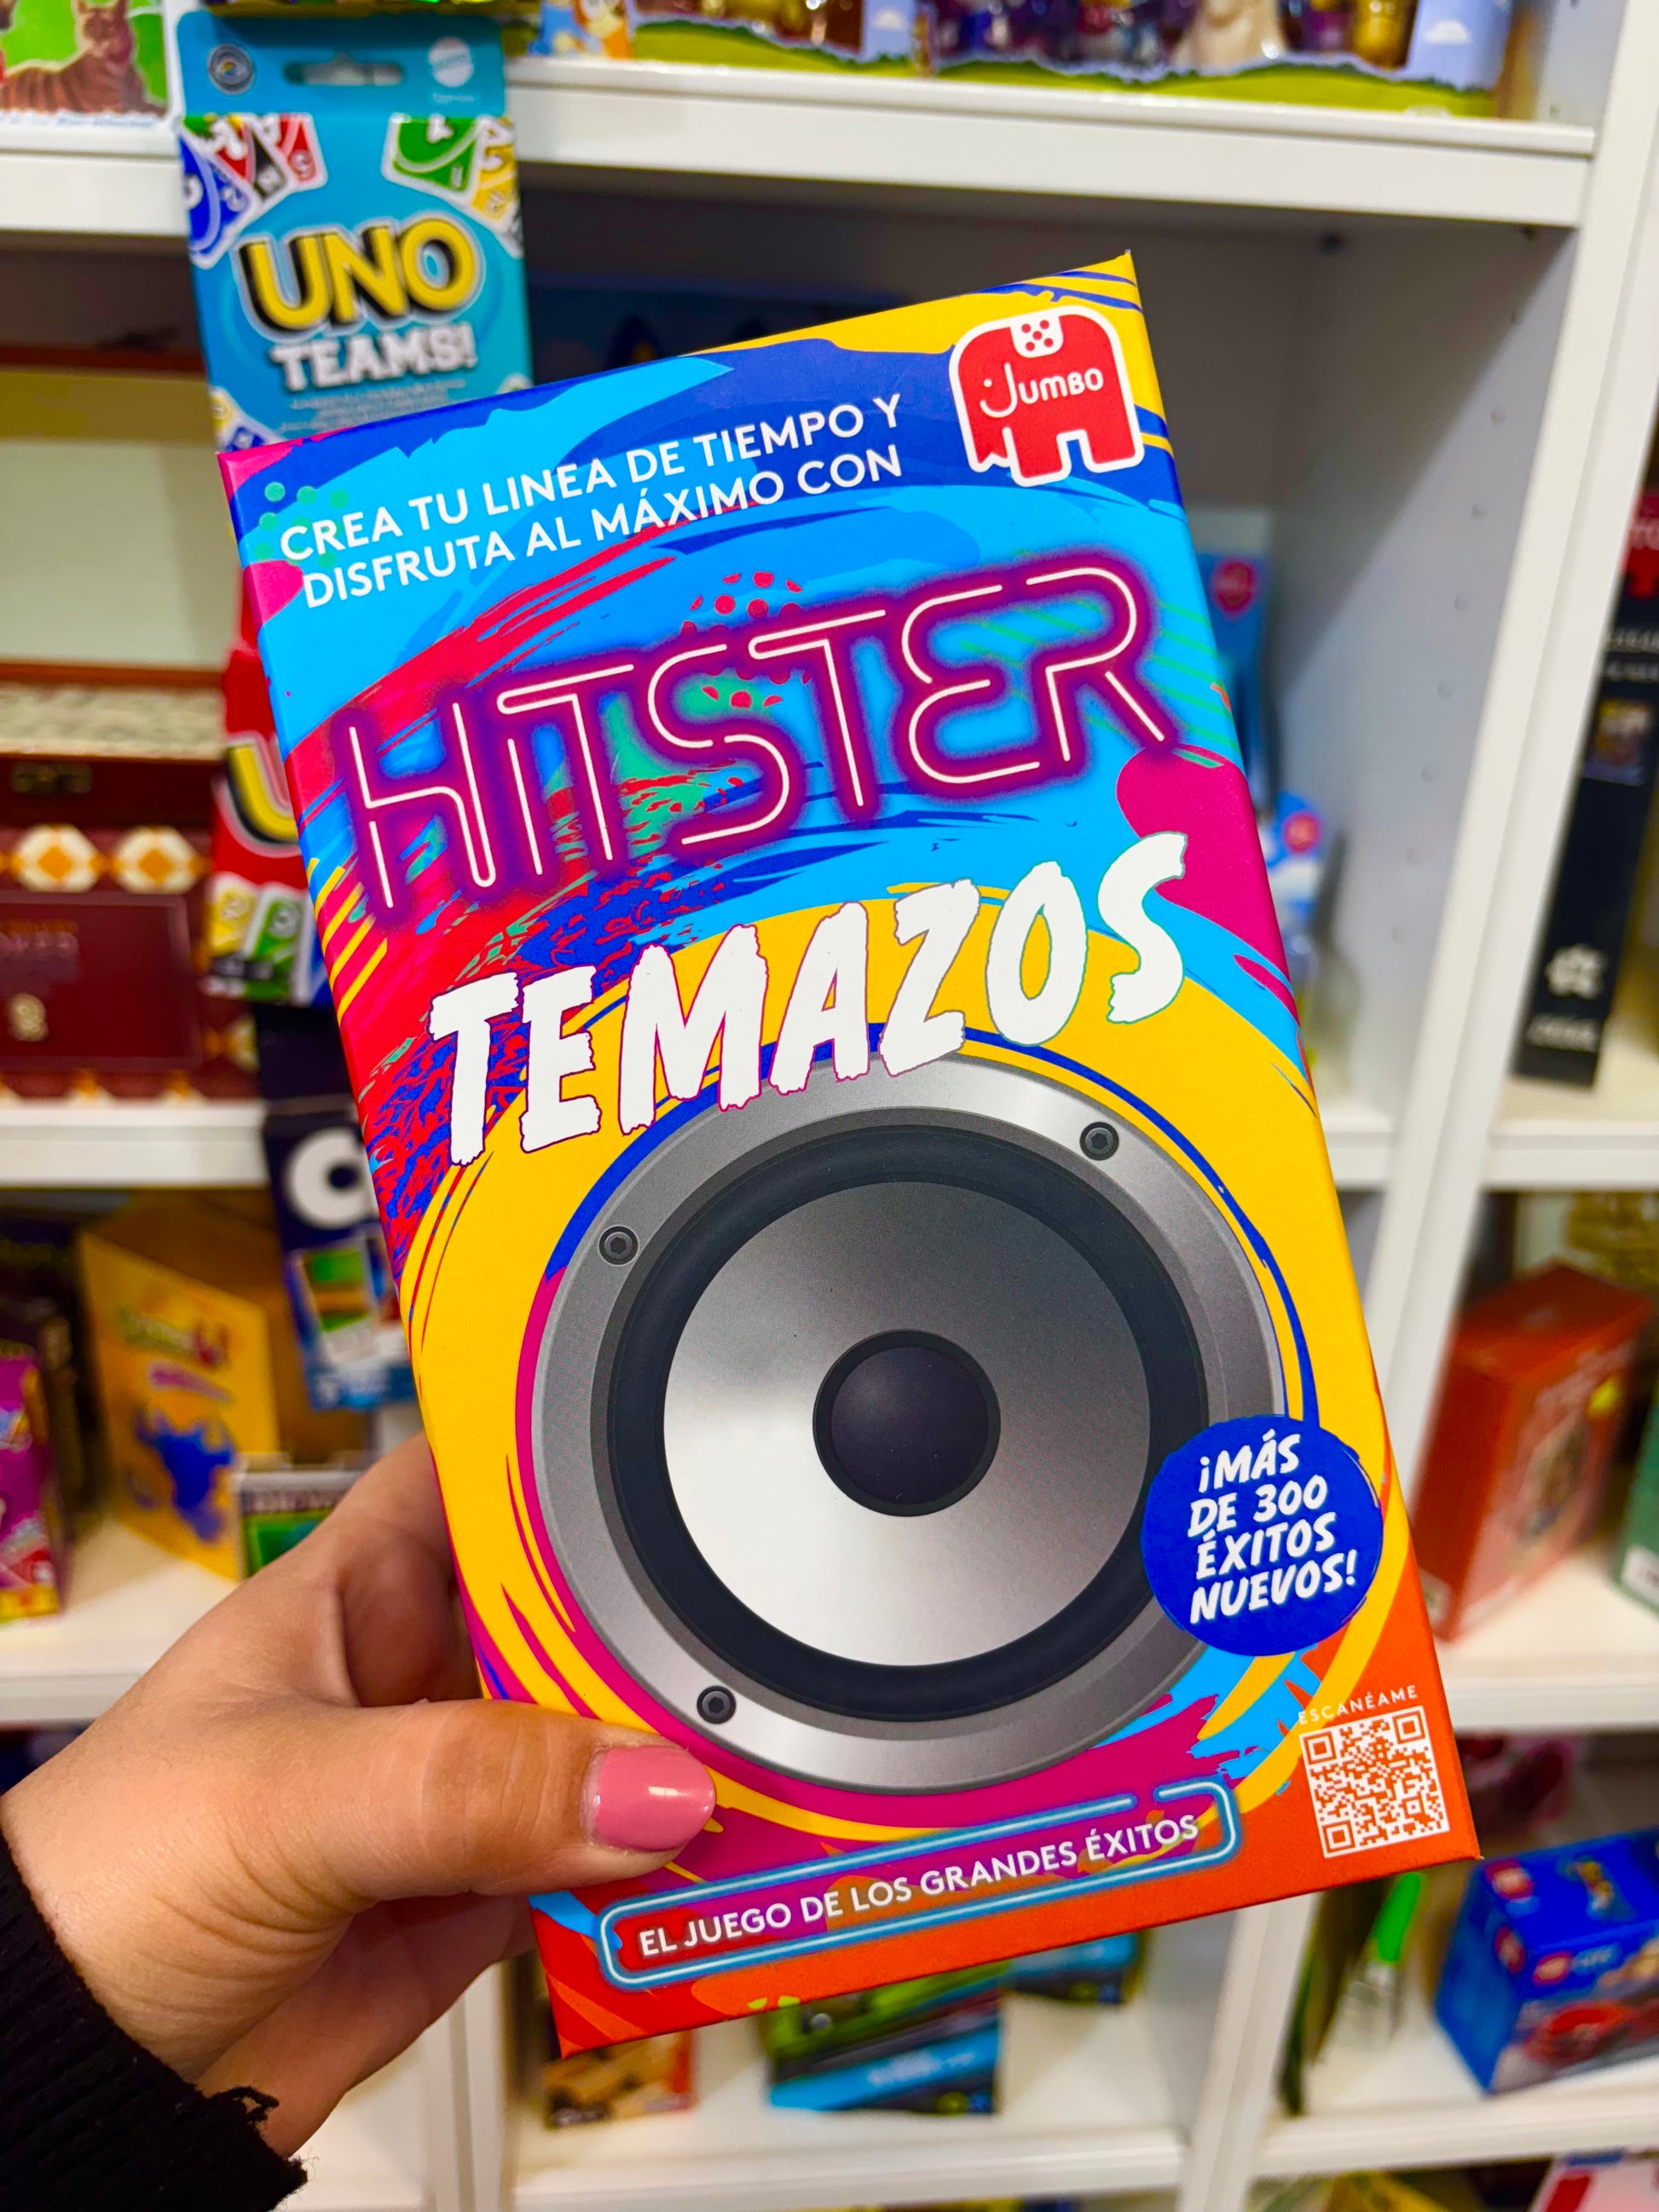 UNO
TEAMS!
JUMBO
CREA TU LINEA DE TIEMPO Y
DISFRUTA AL MÁXIMO CON
HITSTER
TEMAZOS
¡MÁS
DE 300
ÉXITOS
NUEVOS!
ESCANÉAME
EL JUEGO DE LOS GRANDES ÉXITOS